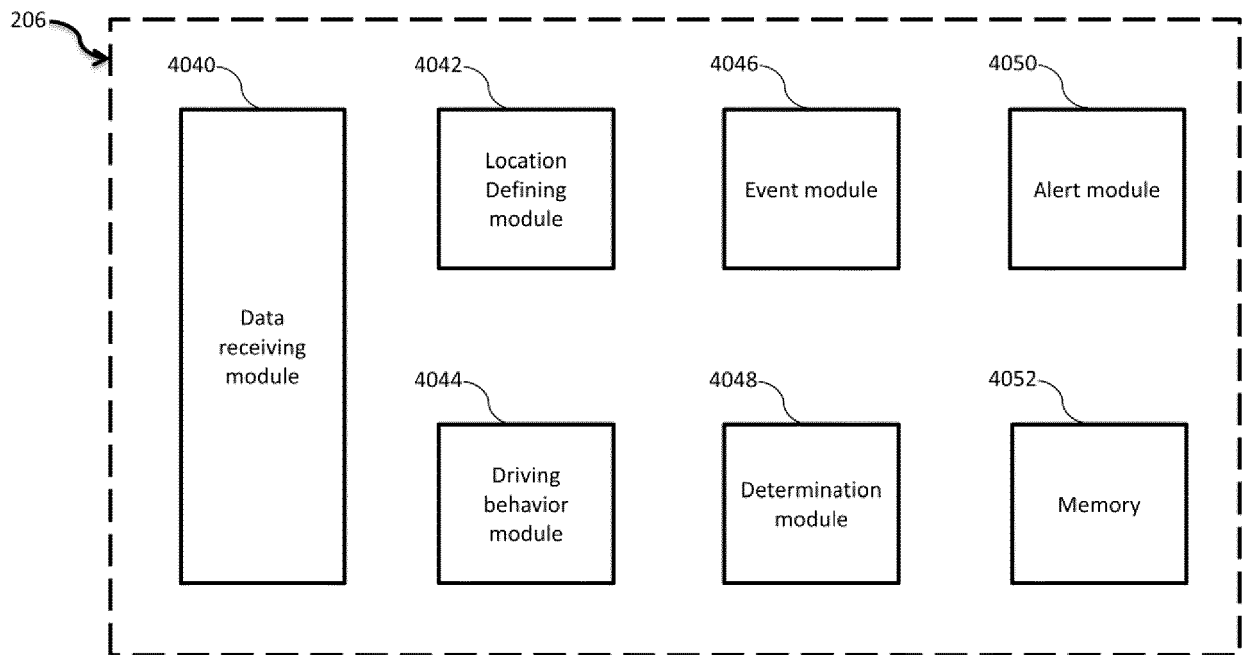 206
4040
4042
4046
4050
Location
Defining
module
Event module
Alert module
Data
receiving
module
4044
4048
4052
Driving
behavior
module
Determination
module
Memory